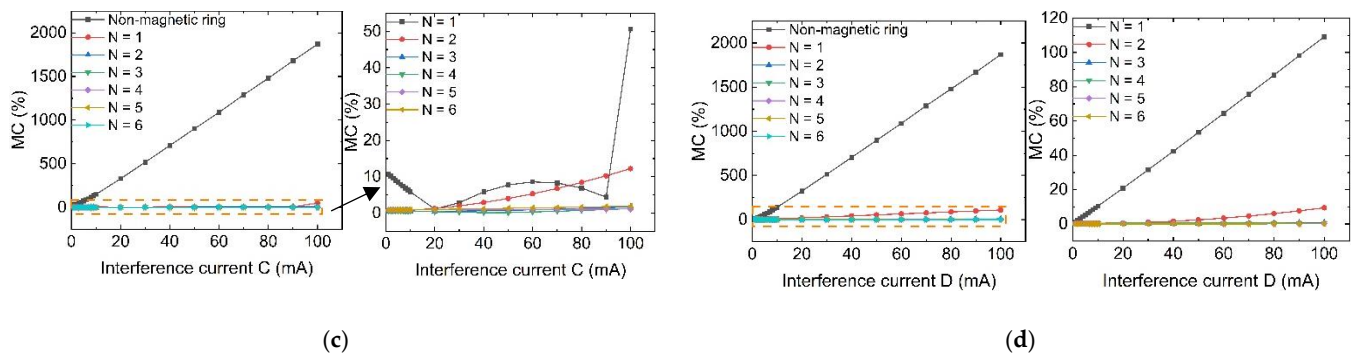 MC (%)
2000
1500
1000
500
0
Non-magnetic ring
N = 1
N = 2
N = 3
N = 4
N = 5
N = 6
0 20 40 60 80 100
Interference current C (mA)
MC (%)
60
50
40
30
20
10
0
N = 1
N = 2
N = 3
N = 4
N = 5
N = 6
0 20 40 60 80 100
Interference current C (mA)
(c)
MC (%)
2000
1500
1000
500
0
Non-magnetic ring
N = 1
N = 2
N = 3
N = 4
N = 5
N = 6
0 20 40 60 80 100
Interference current D (mA)
MC (%)
120
100
80
60
40
20
0
N = 1
N = 2
N = 3
N = 4
N = 5
N = 6
0 20 40 60 80 100
Interference current D (mA)
(d)